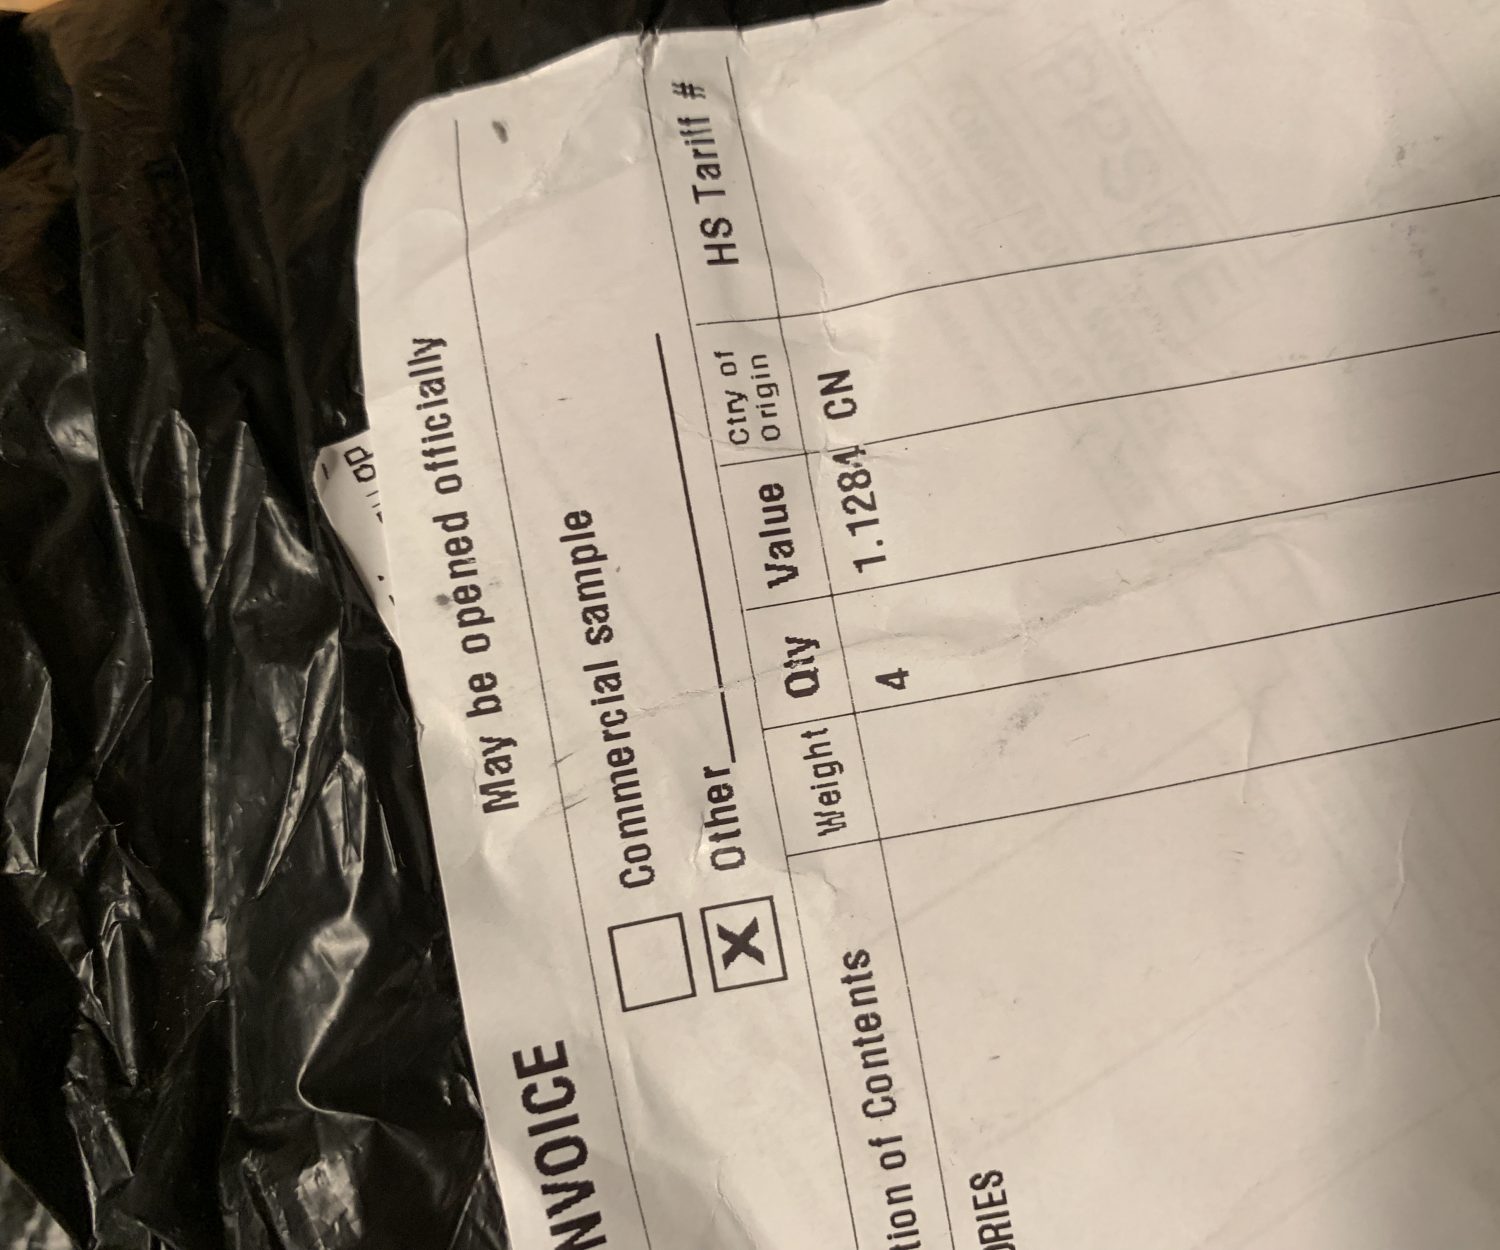 NVOICE May be opened officially
Commercial sample
X Other
tion of Contents Weight Qty Value Ctry of Origin HS Tariff #
ORIES 4 1.1284 CN